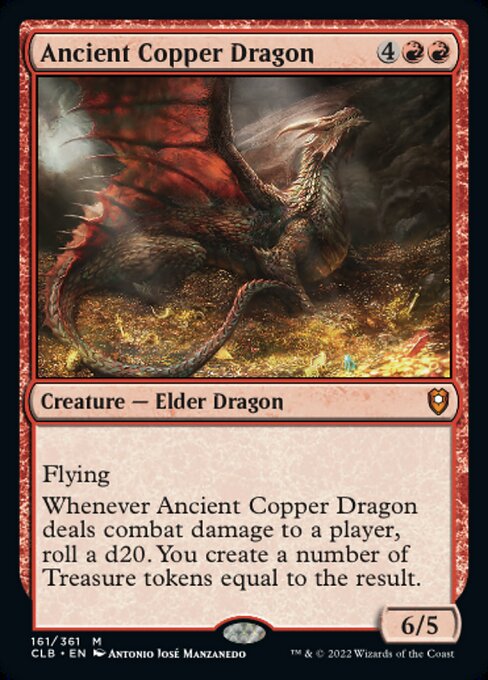 Ancient Copper Dragon 4
Creature — Elder Dragon
Flying
Whenever Ancient Copper Dragon
deals combat damage to a player,
roll a d20. You create a number of
Treasure tokens equal to the result.
6/5
161/361 M
CLB • EN Antonio José Manzanedo
™ & © 2022 Wizards of the Coast